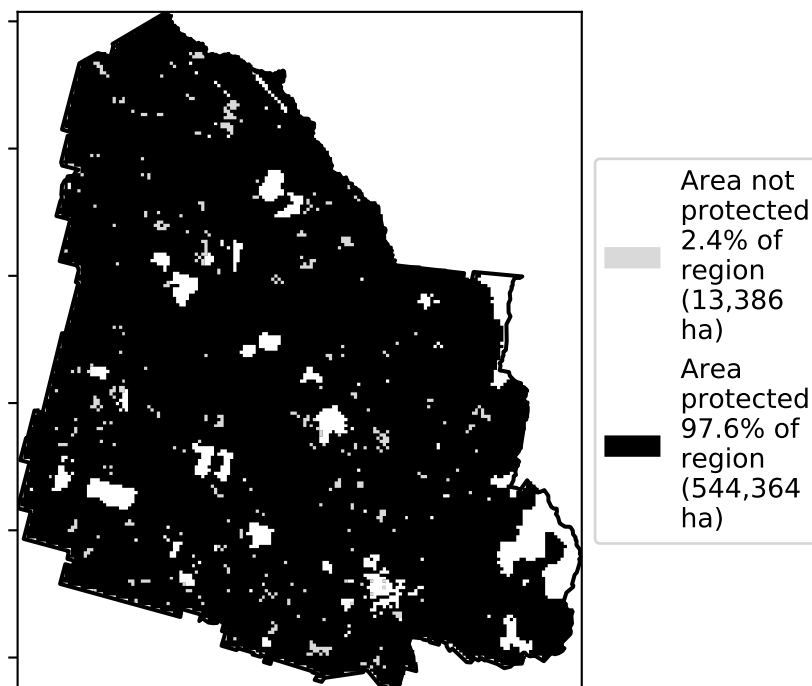 Area not
protected
2.4% of
region
(13,386
ha)
Area
protected
97.6% of
region
(544,364
ha)